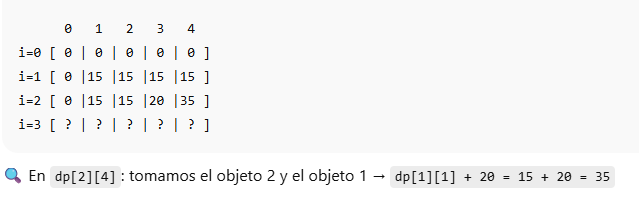 0 1 2 3 4
i=0 [ 0 | 0 | 0 | 0 | 0 ]
i=1 [ 0 |15 |15 |15 |15 ]
i=2 [ 0 |15 |15 |20 |35 ]
i=3 [ ? | ? | ? | ? | ? ]
🔍 En dp[2][4]: tomamos el objeto 2 y el objeto 1 → dp[1][1] + 20 = 15 + 20 = 35